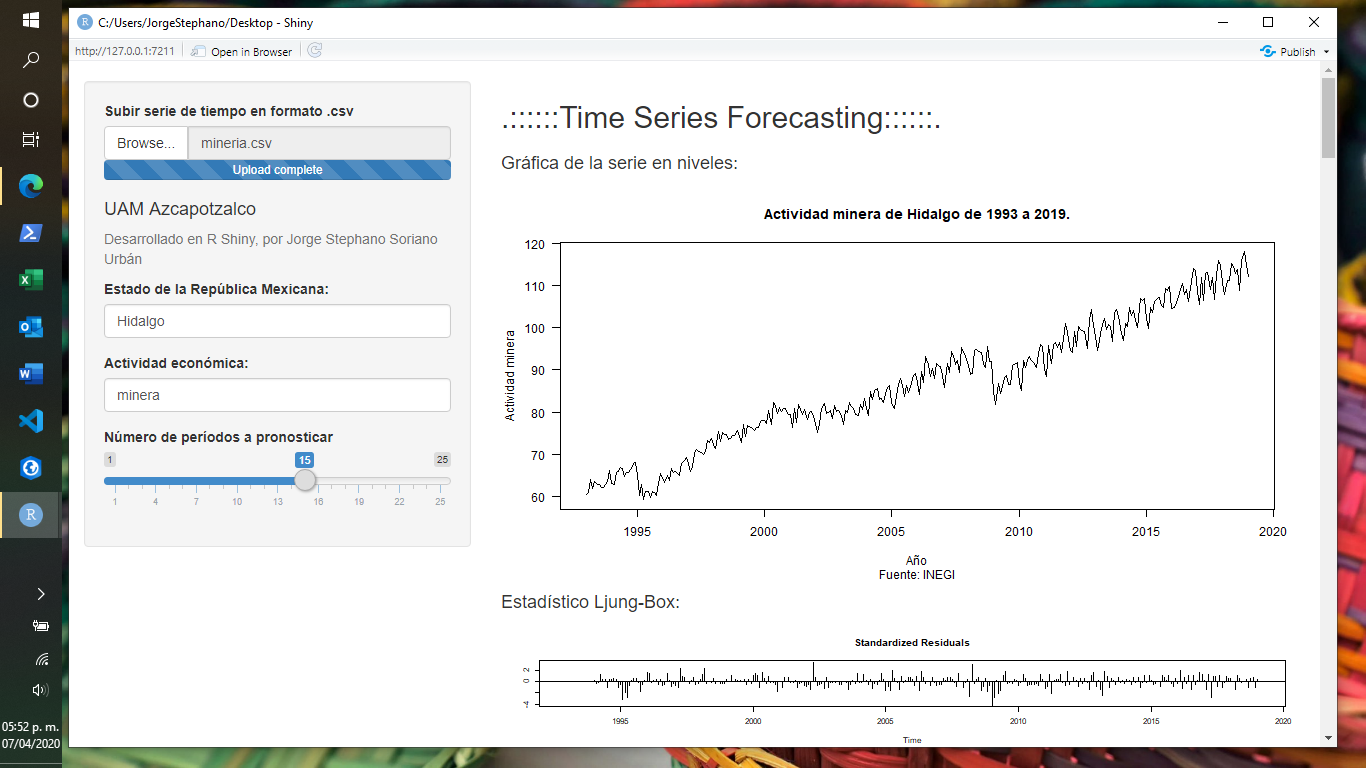 C:/Users/JorgeStephano/Desktop - Shiny
http://127.0.0.1:7211
Open in Browser
Publish
Subir serie de tiempo en formato .csv
Browse...
mineria.csv
Upload complete
UAM Azcapotzalco
Desarrollado en R Shiny, por Jorge Stephano Soriano
Urbán
Estado de la República Mexicana:
Hidalgo
Actividad económica:
minera
Número de períodos a pronosticar
1 15 25
1 4 7 10 13 16 19 22 25
.::::::Time Series Forecasting::::::.
Gráfica de la serie en niveles:
Actividad minera de Hidalgo de 1993 a 2019.
Actividad minera
120
110
100
90
80
70
60
1995 2000 2005 2010 2015 2020
Año
Fuente: INEGI
Estadístico Ljung-Box:
Standardized Residuals
2
0
-4
1995 2000 2005 2010 2015 2020
Time
05:52 p. m.
07/04/2020